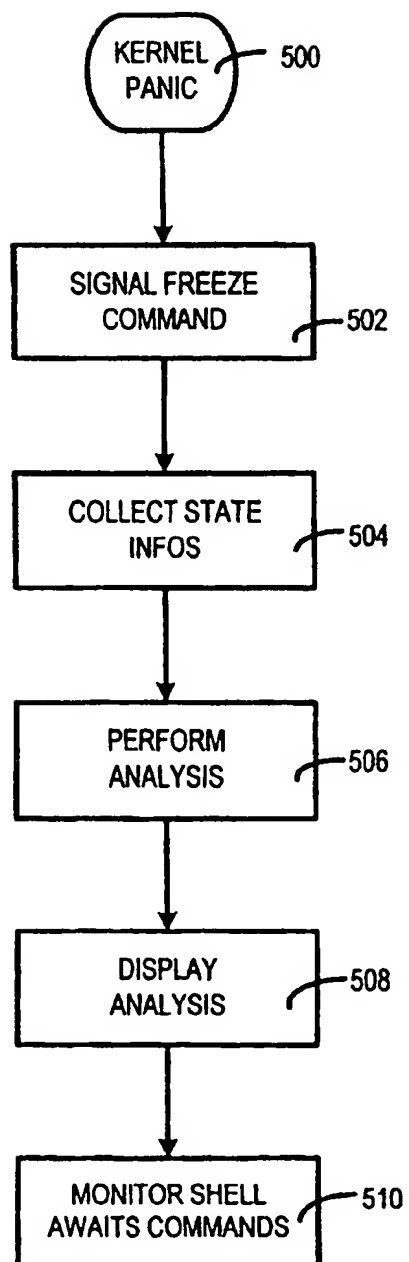 KERNEL
PANIC
500
SIGNAL FREEZE
COMMAND
502
COLLECT STATE
INFOS
504
PERFORM
ANALYSIS
506
DISPLAY
ANALYSIS
508
MONITOR SHELL
AWAITS COMMANDS
510